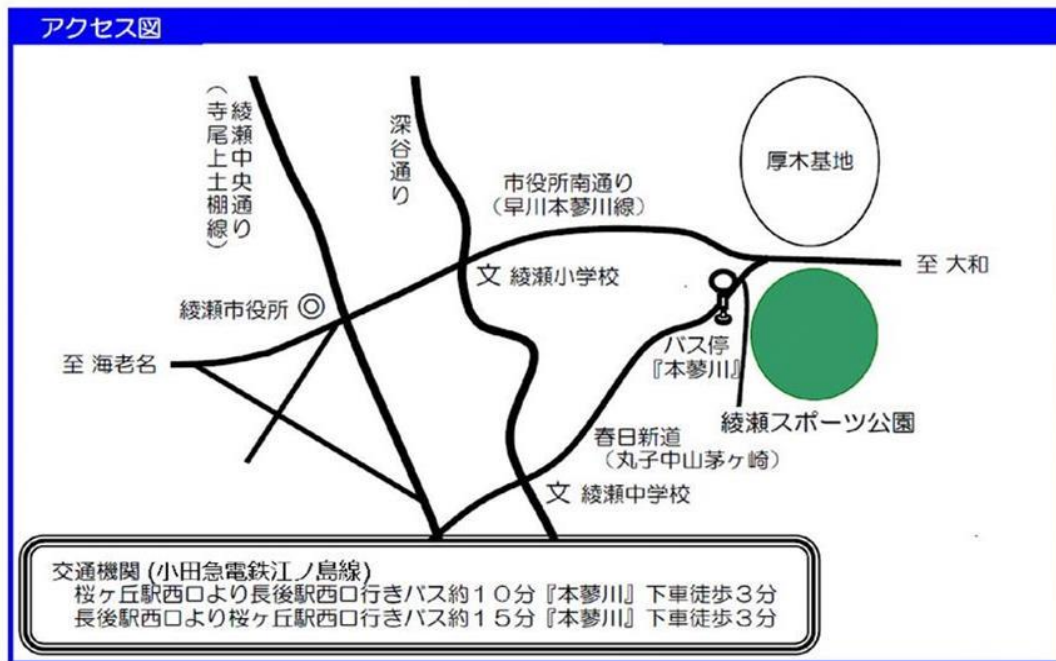 アクセス図
綾瀬中央通り
（寺尾上土棚線）
深谷通り
厚木基地
市役所南通り
（早川本蓼川線）
至 大和
文 綾瀬小学校
綾瀬市役所
至 海老名
バス停
『本蓼川』
綾瀬スポーツ公園
春日新道
（丸子中山茅ヶ崎）
文 綾瀬中学校
交通機関 (小田急電鉄江ノ島線)
桜ヶ丘駅西口より長後駅西口行きバス約１０分『本蓼川』下車徒歩３分
長後駅西口より桜ヶ丘駅西口行きバス約１５分『本蓼川』下車徒歩３分